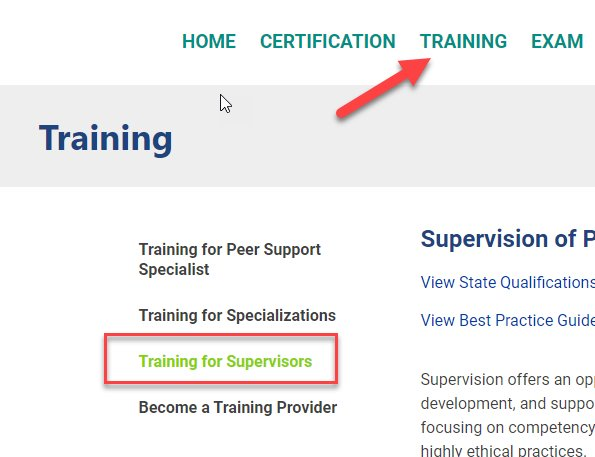 HOME CERTIFICATION TRAINING EXAM
Training
Training for Peer Support
Specialist
Training for Specializations
Training for Supervisors
Become a Training Provider
Supervision of P
View State Qualifications
View Best Practice Guide
Supervision offers an opp
development, and suppo
focusing on competency
highly ethical practices.